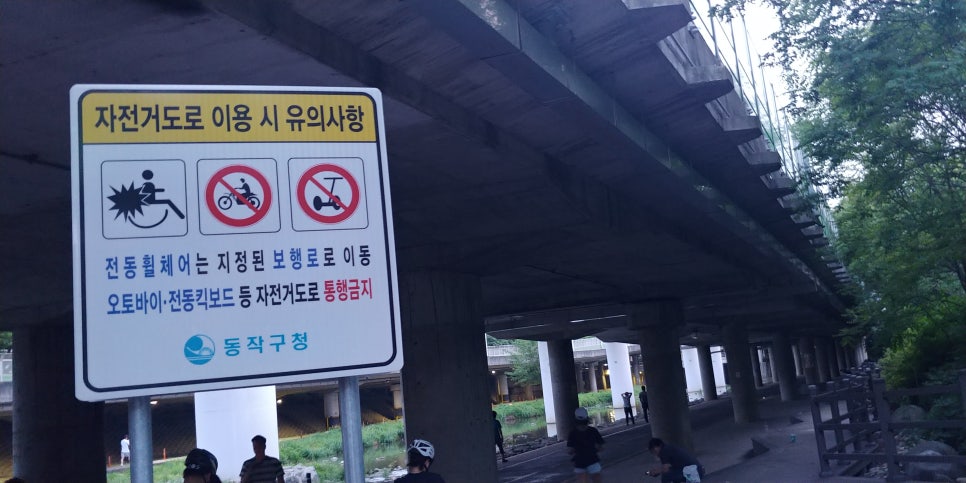 자전거도로 이용 시 유의사항
전동휠체어는 지정된 보행로로 이동
오토바이·전동킥보드 등 자전거도로 통행금지
동작구청